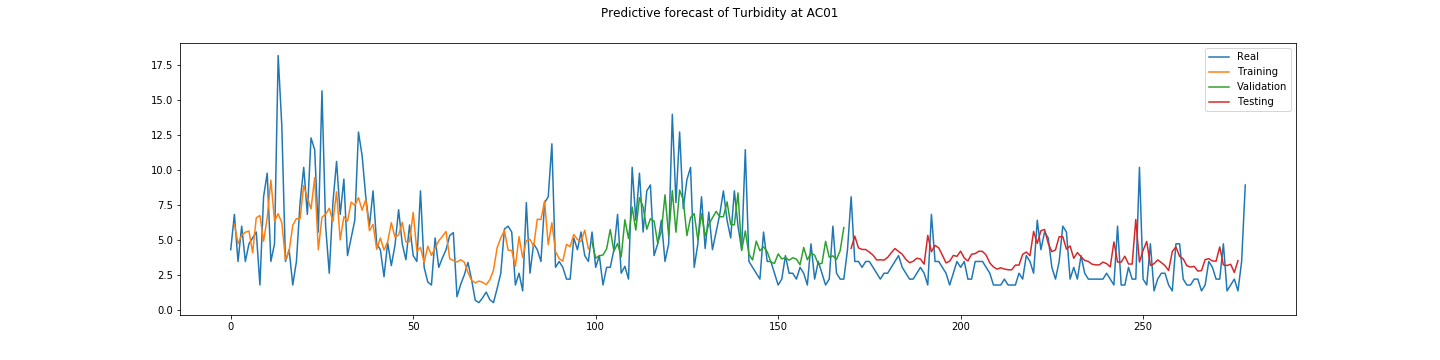 Predictive forecast of Turbidity at AC01
Real
Training
Validation
Testing
17.5
15.0
12.5
10.0
7.5
5.0
2.5
0.0
0 50 100 150 200 250